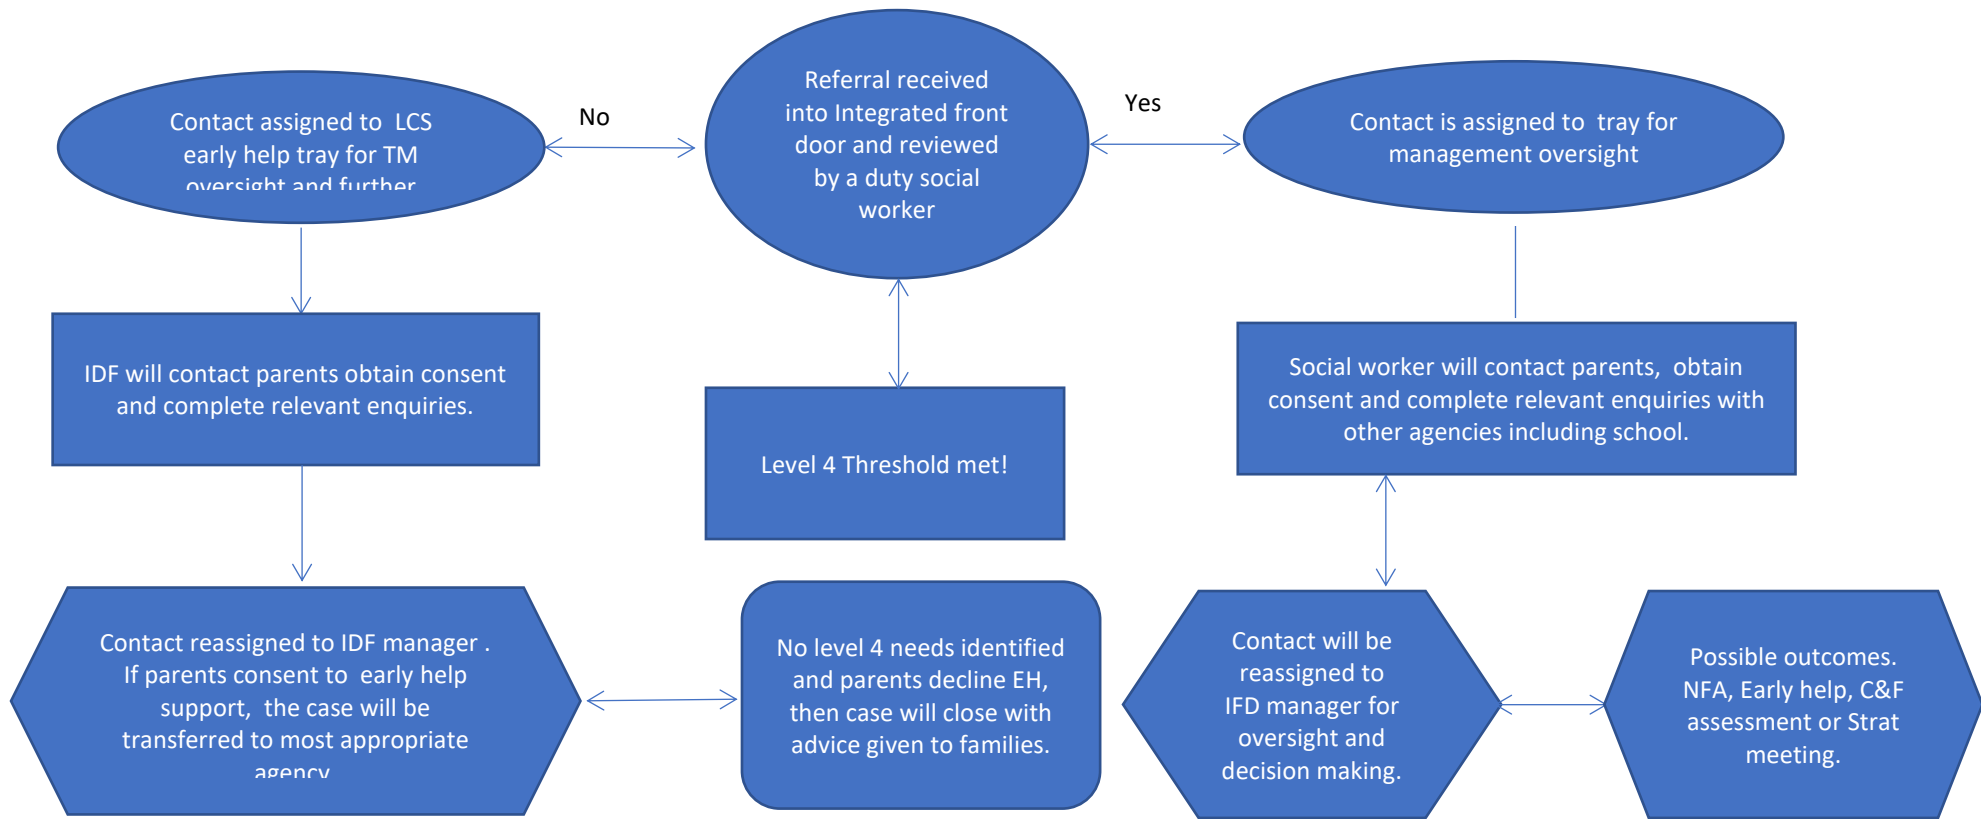 Contact assigned to LCS
early help tray for TM
oversight and further
No
Referral received
into Integrated front
door and reviewed
by a duty social
worker
Yes
Contact is assigned to tray for
management oversight
IDF will contact parents obtain consent
and complete relevant enquiries.
Level 4 Threshold met!
Social worker will contact parents, obtain
consent and complete relevant enquiries with
other agencies including school.
Contact reassigned to IDF manager .
If parents consent to early help
support, the case will be
transferred to most appropriate
agency
No level 4 needs identified
and parents decline EH,
then case will close with
advice given to families.
Contact will be
reassigned to
IFD manager for
oversight and
decision making.
Possible outcomes.
NFA, Early help, C&F
assessment or Strat
meeting.